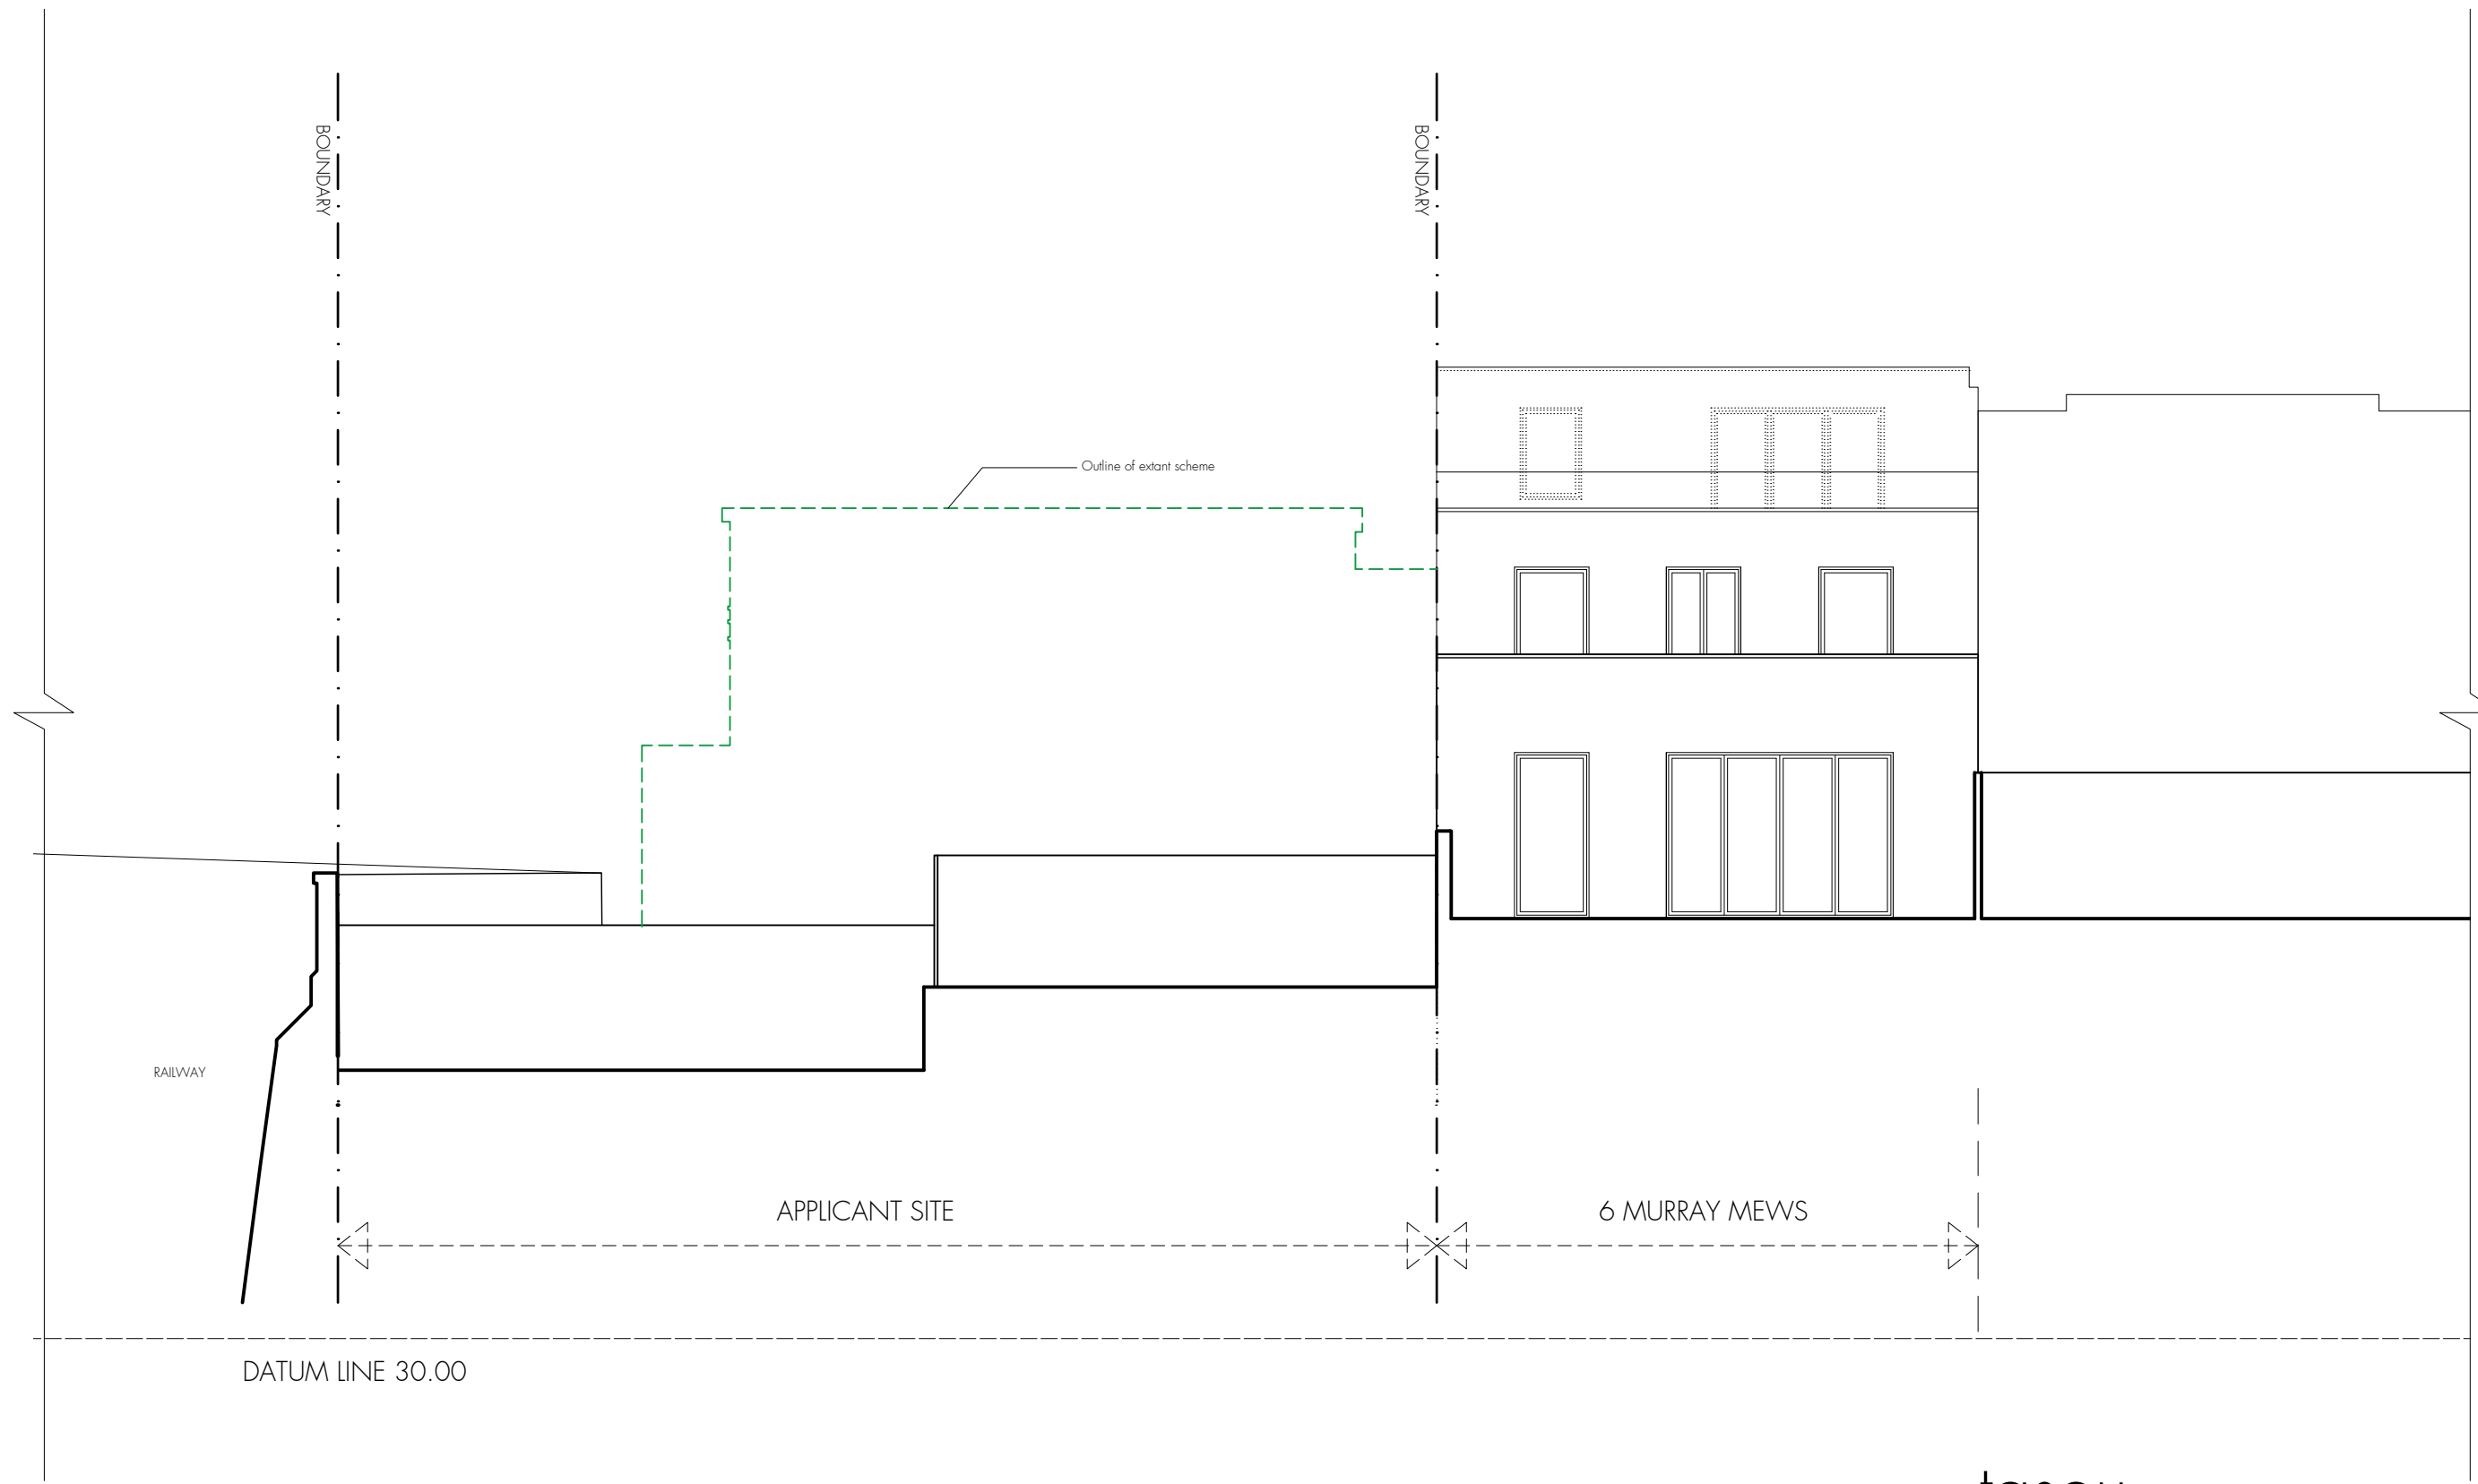 BOUNDARY
BOUNDARY
Outline of extant scheme
RAILWAY
APPLICANT SITE
6 MURRAY MEWS
DATUM LINE 30.00